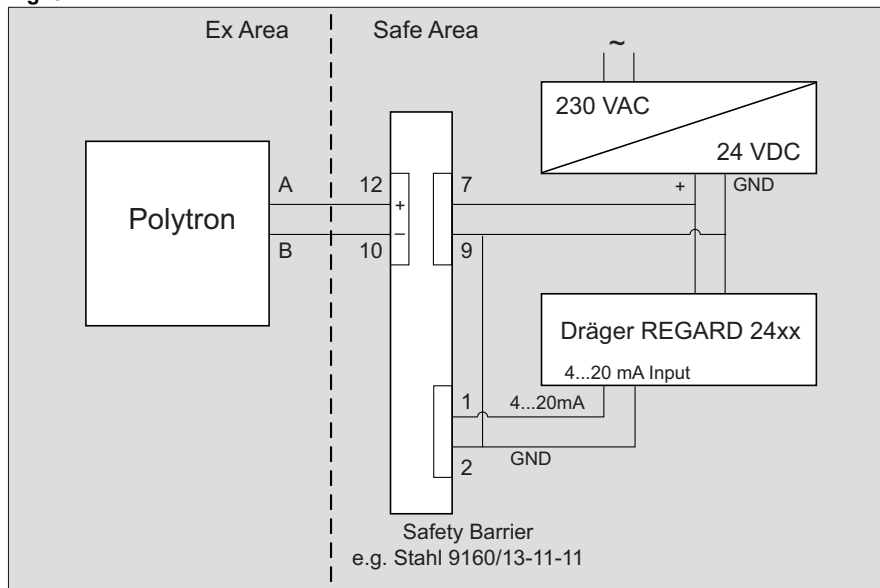 Ex Area
Safe Area
~
230 VAC
24 VDC
+
GND
Polytron
A
B
12
+
–
10
7
9
Dräger REGARD 24xx
4...20 mA Input
1
4...20mA
2
GND
Safety Barrier
e.g. Stahl 9160/13-11-11